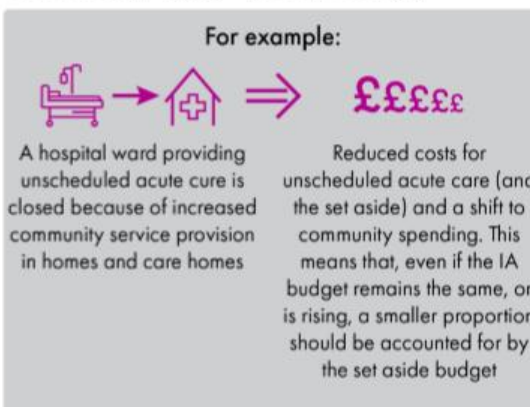 For example:
£££££
A hospital ward providing
unscheduled acute cure is
closed because of increased
community service provision
in homes and care homes
Reduced costs for
unscheduled acute care (and
the set aside) and a shift to
community spending. This
means that, even if the IA
budget remains the same, or
is rising, a smaller proportion
should be accounted for by
the set aside budget